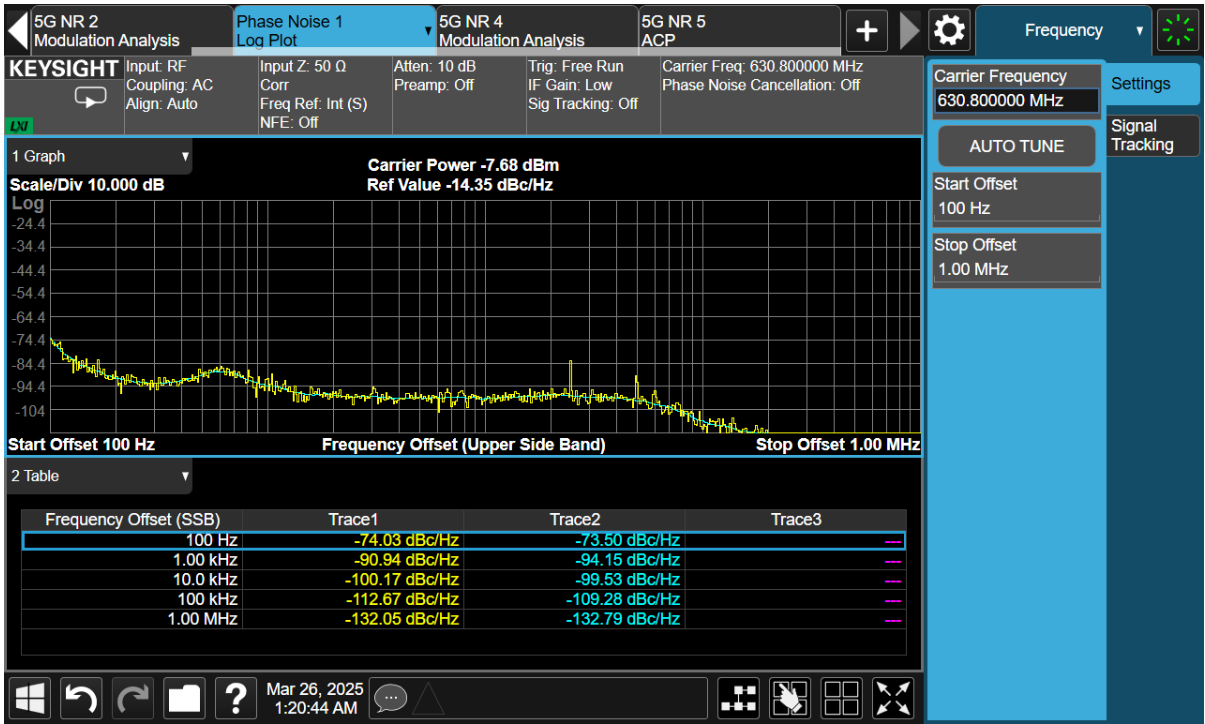 5G NR 2
Modulation Analysis
Phase Noise 1
Log Plot
5G NR 4
Modulation Analysis
5G NR 5
ACP
Frequency
KEYSIGHT
LXI
Input: RF
Coupling: AC
Align: Auto
Input Z: 50 Ω
Corr
Freq Ref: Int (S)
NFE: Off
Atten: 10 dB
Preamp: Off
Trig: Free Run
IF Gain: Low
Sig Tracking: Off
Carrier Freq: 630.800000 MHz
Phase Noise Cancellation: Off
1 Graph
Scale/Div 10.000 dB
Carrier Power -7.68 dBm
Ref Value -14.35 dBc/Hz
Log
-24.4
-34.4
-44.4
-54.4
-64.4
-74.4
-84.4
-94.4
-104
Start Offset 100 Hz Frequency Offset (Upper Side Band) Stop Offset 1.00 MHz
2 Table
Frequency Offset (SSB) Trace1 Trace2 Trace3
100 Hz -74.03 dBc/Hz -73.50 dBc/Hz ---
1.00 kHz -90.94 dBc/Hz -94.15 dBc/Hz ---
10.0 kHz -100.17 dBc/Hz -99.53 dBc/Hz ---
100 kHz -112.67 dBc/Hz -109.28 dBc/Hz ---
1.00 MHz -132.05 dBc/Hz -132.79 dBc/Hz ---
Mar 26, 2025
1:20:44 AM
Carrier Frequency
630.800000 MHz
AUTO TUNE
Start Offset
100 Hz
Stop Offset
1.00 MHz
Settings
Signal
Tracking